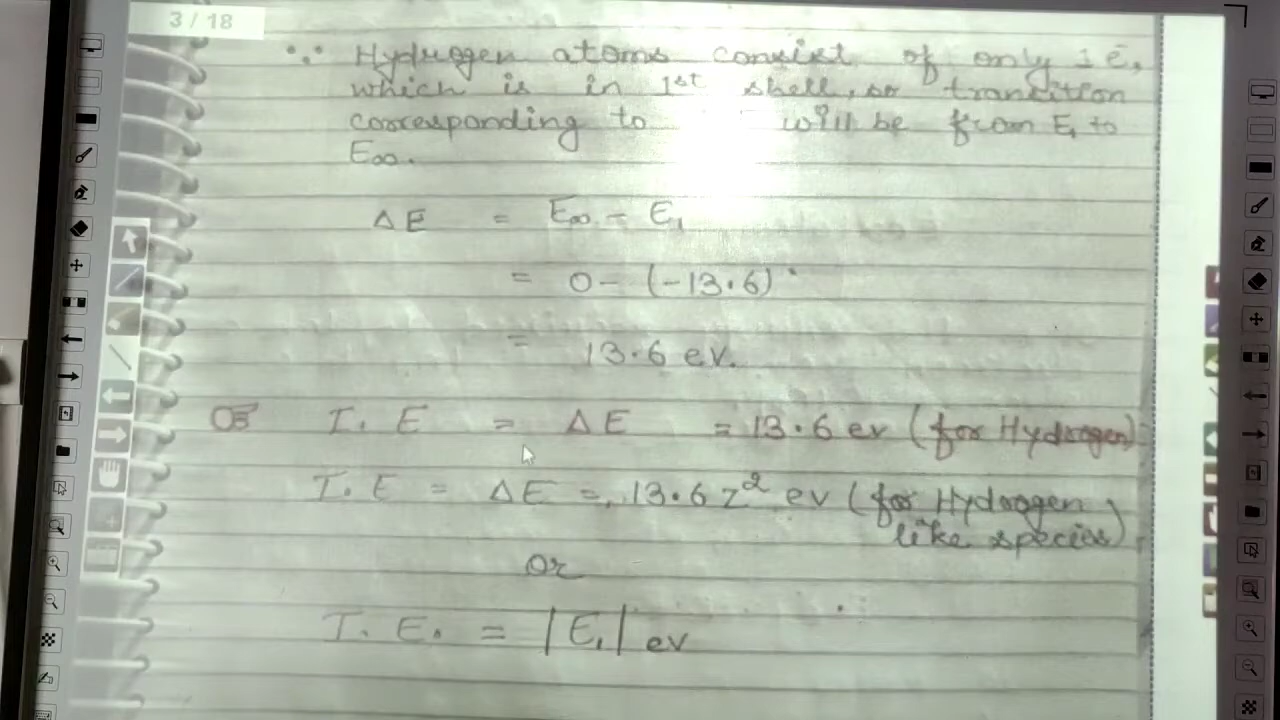 3 / 18
∵ Hydrogen atoms consist of only 1 e⁻,
which is in 1st shell, so transition
corresponding to will be from E₁ to
E∞.
ΔE = E∞ - E₁
= 0 - (-13.6)
= 13.6 ev.
I. E = ΔE = 13.6 ev (for Hydrogen)
I. E = ΔE = 13.6 Z² ev (for Hydrogen
like species)
or
I. E. = |E₁| ev